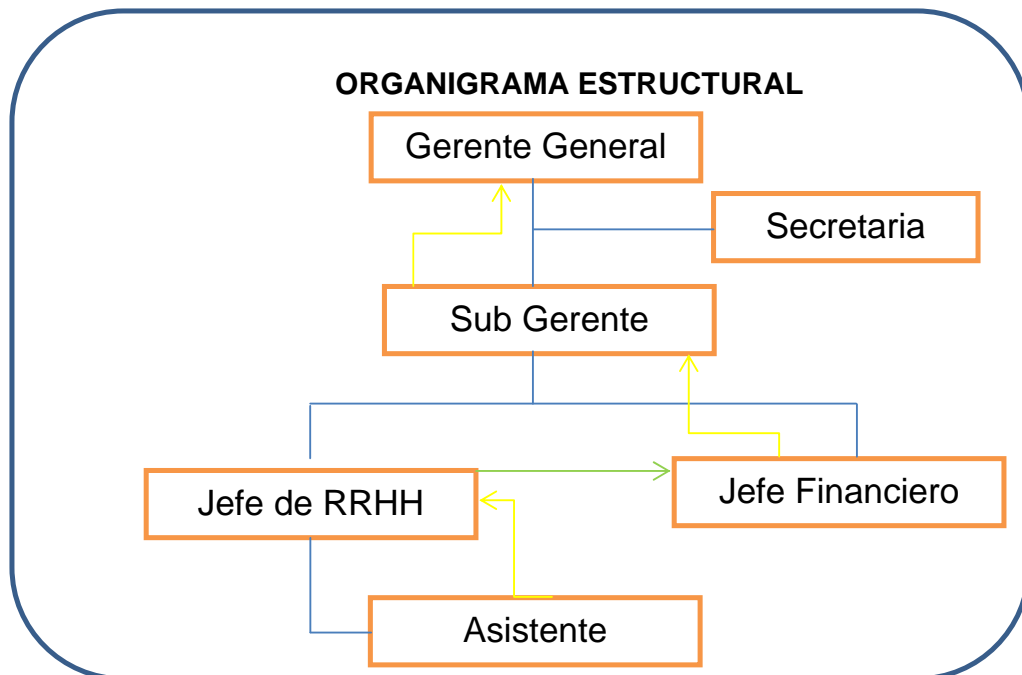 ORGANIGRAMA ESTRUCTURAL
Gerente General
Secretaria
Sub Gerente
Jefe de RRHH
Jefe Financiero
Asistente